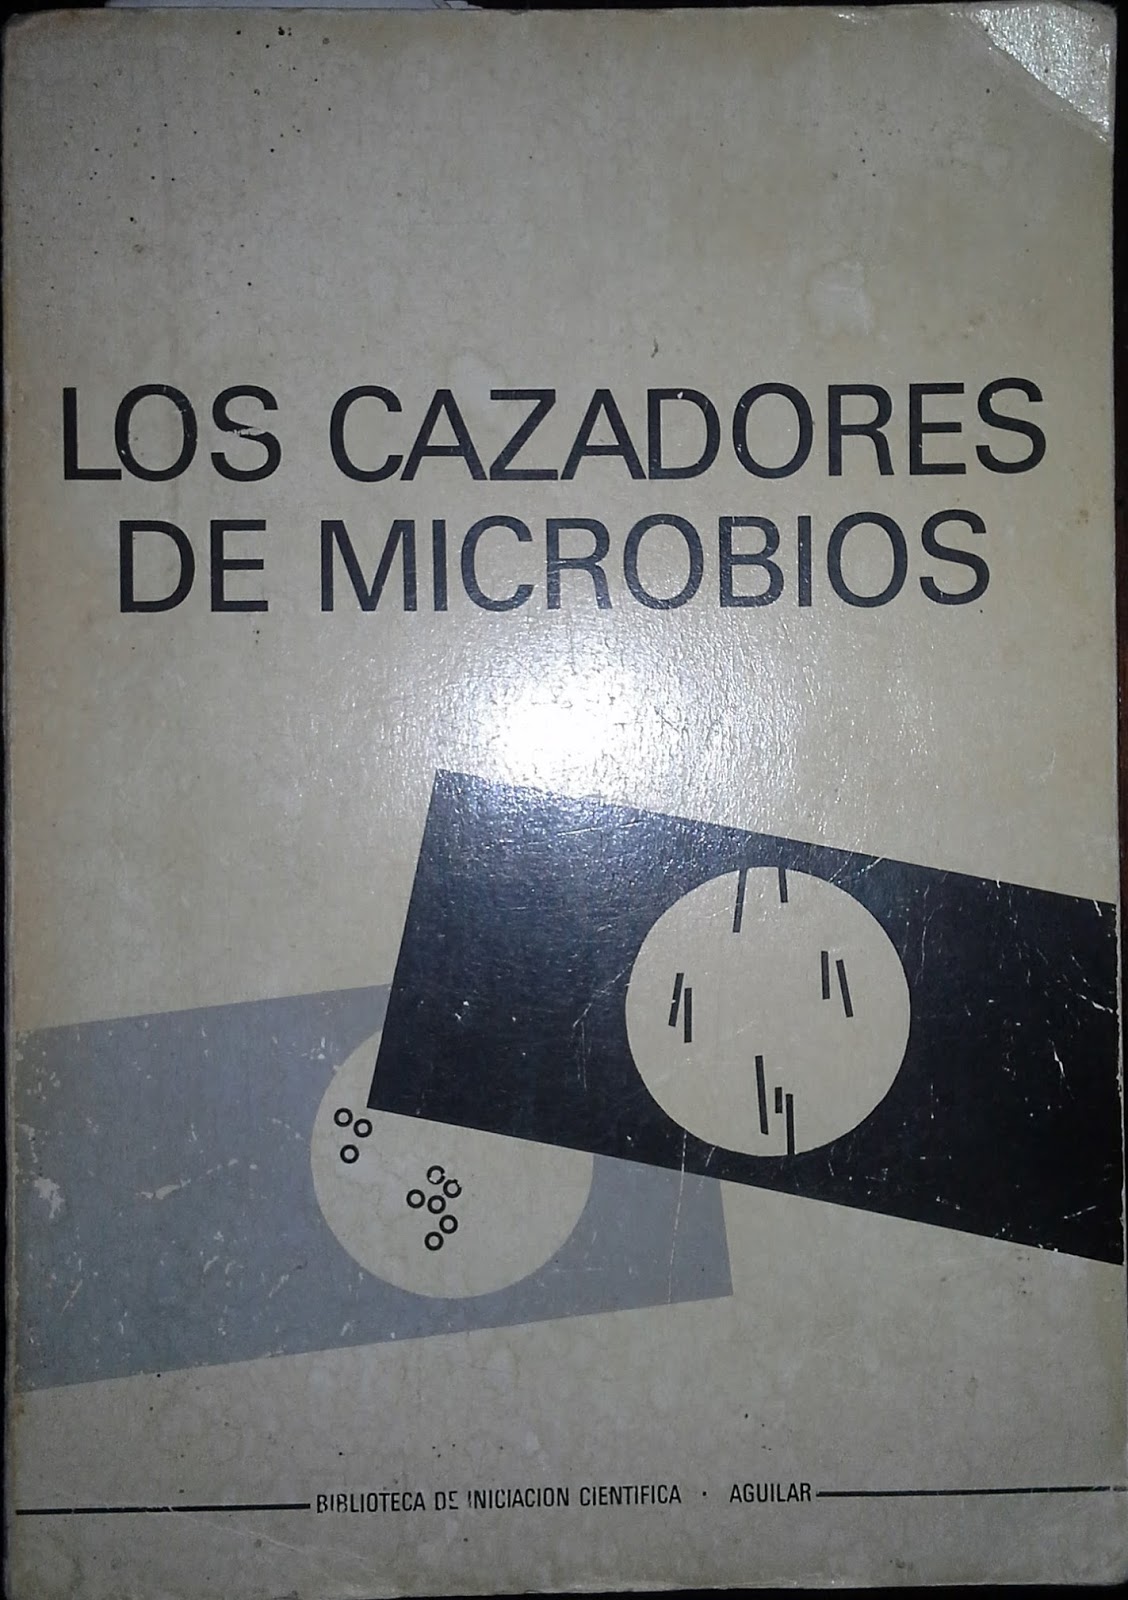 LOS CAZADORES
DE MICROBIOS
BIBLIOTECA DE INICIACION CIENTIFICA · AGUILAR